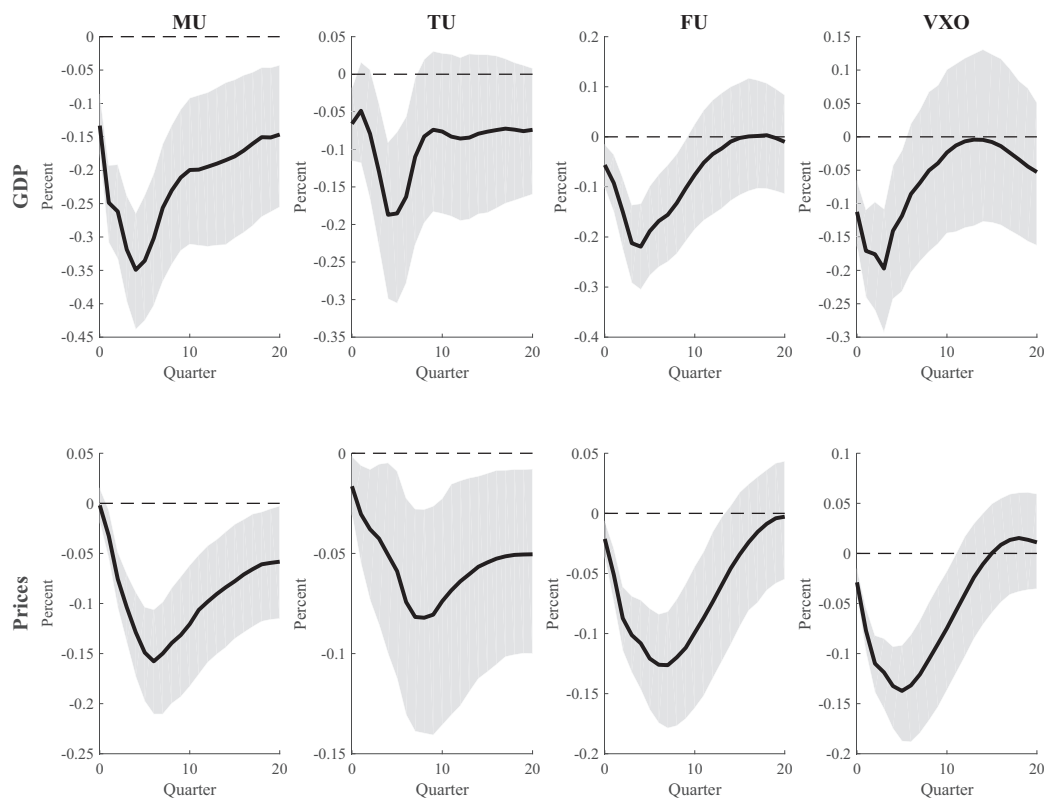 MU TU FU VXO
0 0.05 0.2 0.15
-0.05 0 0.1 0.1
-0.1 -0.05 0 0.05
-0.15 -0.1 -0.1 0
-0.2 -0.15 -0.2 -0.05
-0.25 -0.2 -0.3 -0.1
-0.3 -0.25 -0.4 -0.15
-0.35 -0.3 -0.2
-0.4 -0.35 -0.25
-0.45 -0.3
GDP Percent Percent Percent Percent
0 10 20 0 10 20 0 10 20 0 10 20
Quarter Quarter Quarter Quarter
0.05 0 0.05 0.1
0 -0.05 0 0.05
-0.05 -0.1 -0.05 0
-0.1 -0.15 -0.1 -0.05
-0.15 -0.15 -0.1
-0.2 -0.2 -0.15
-0.25 -0.2
Prices Percent Percent Percent Percent
0 10 20 0 10 20 0 10 20 0 10 20
Quarter Quarter Quarter Quarter